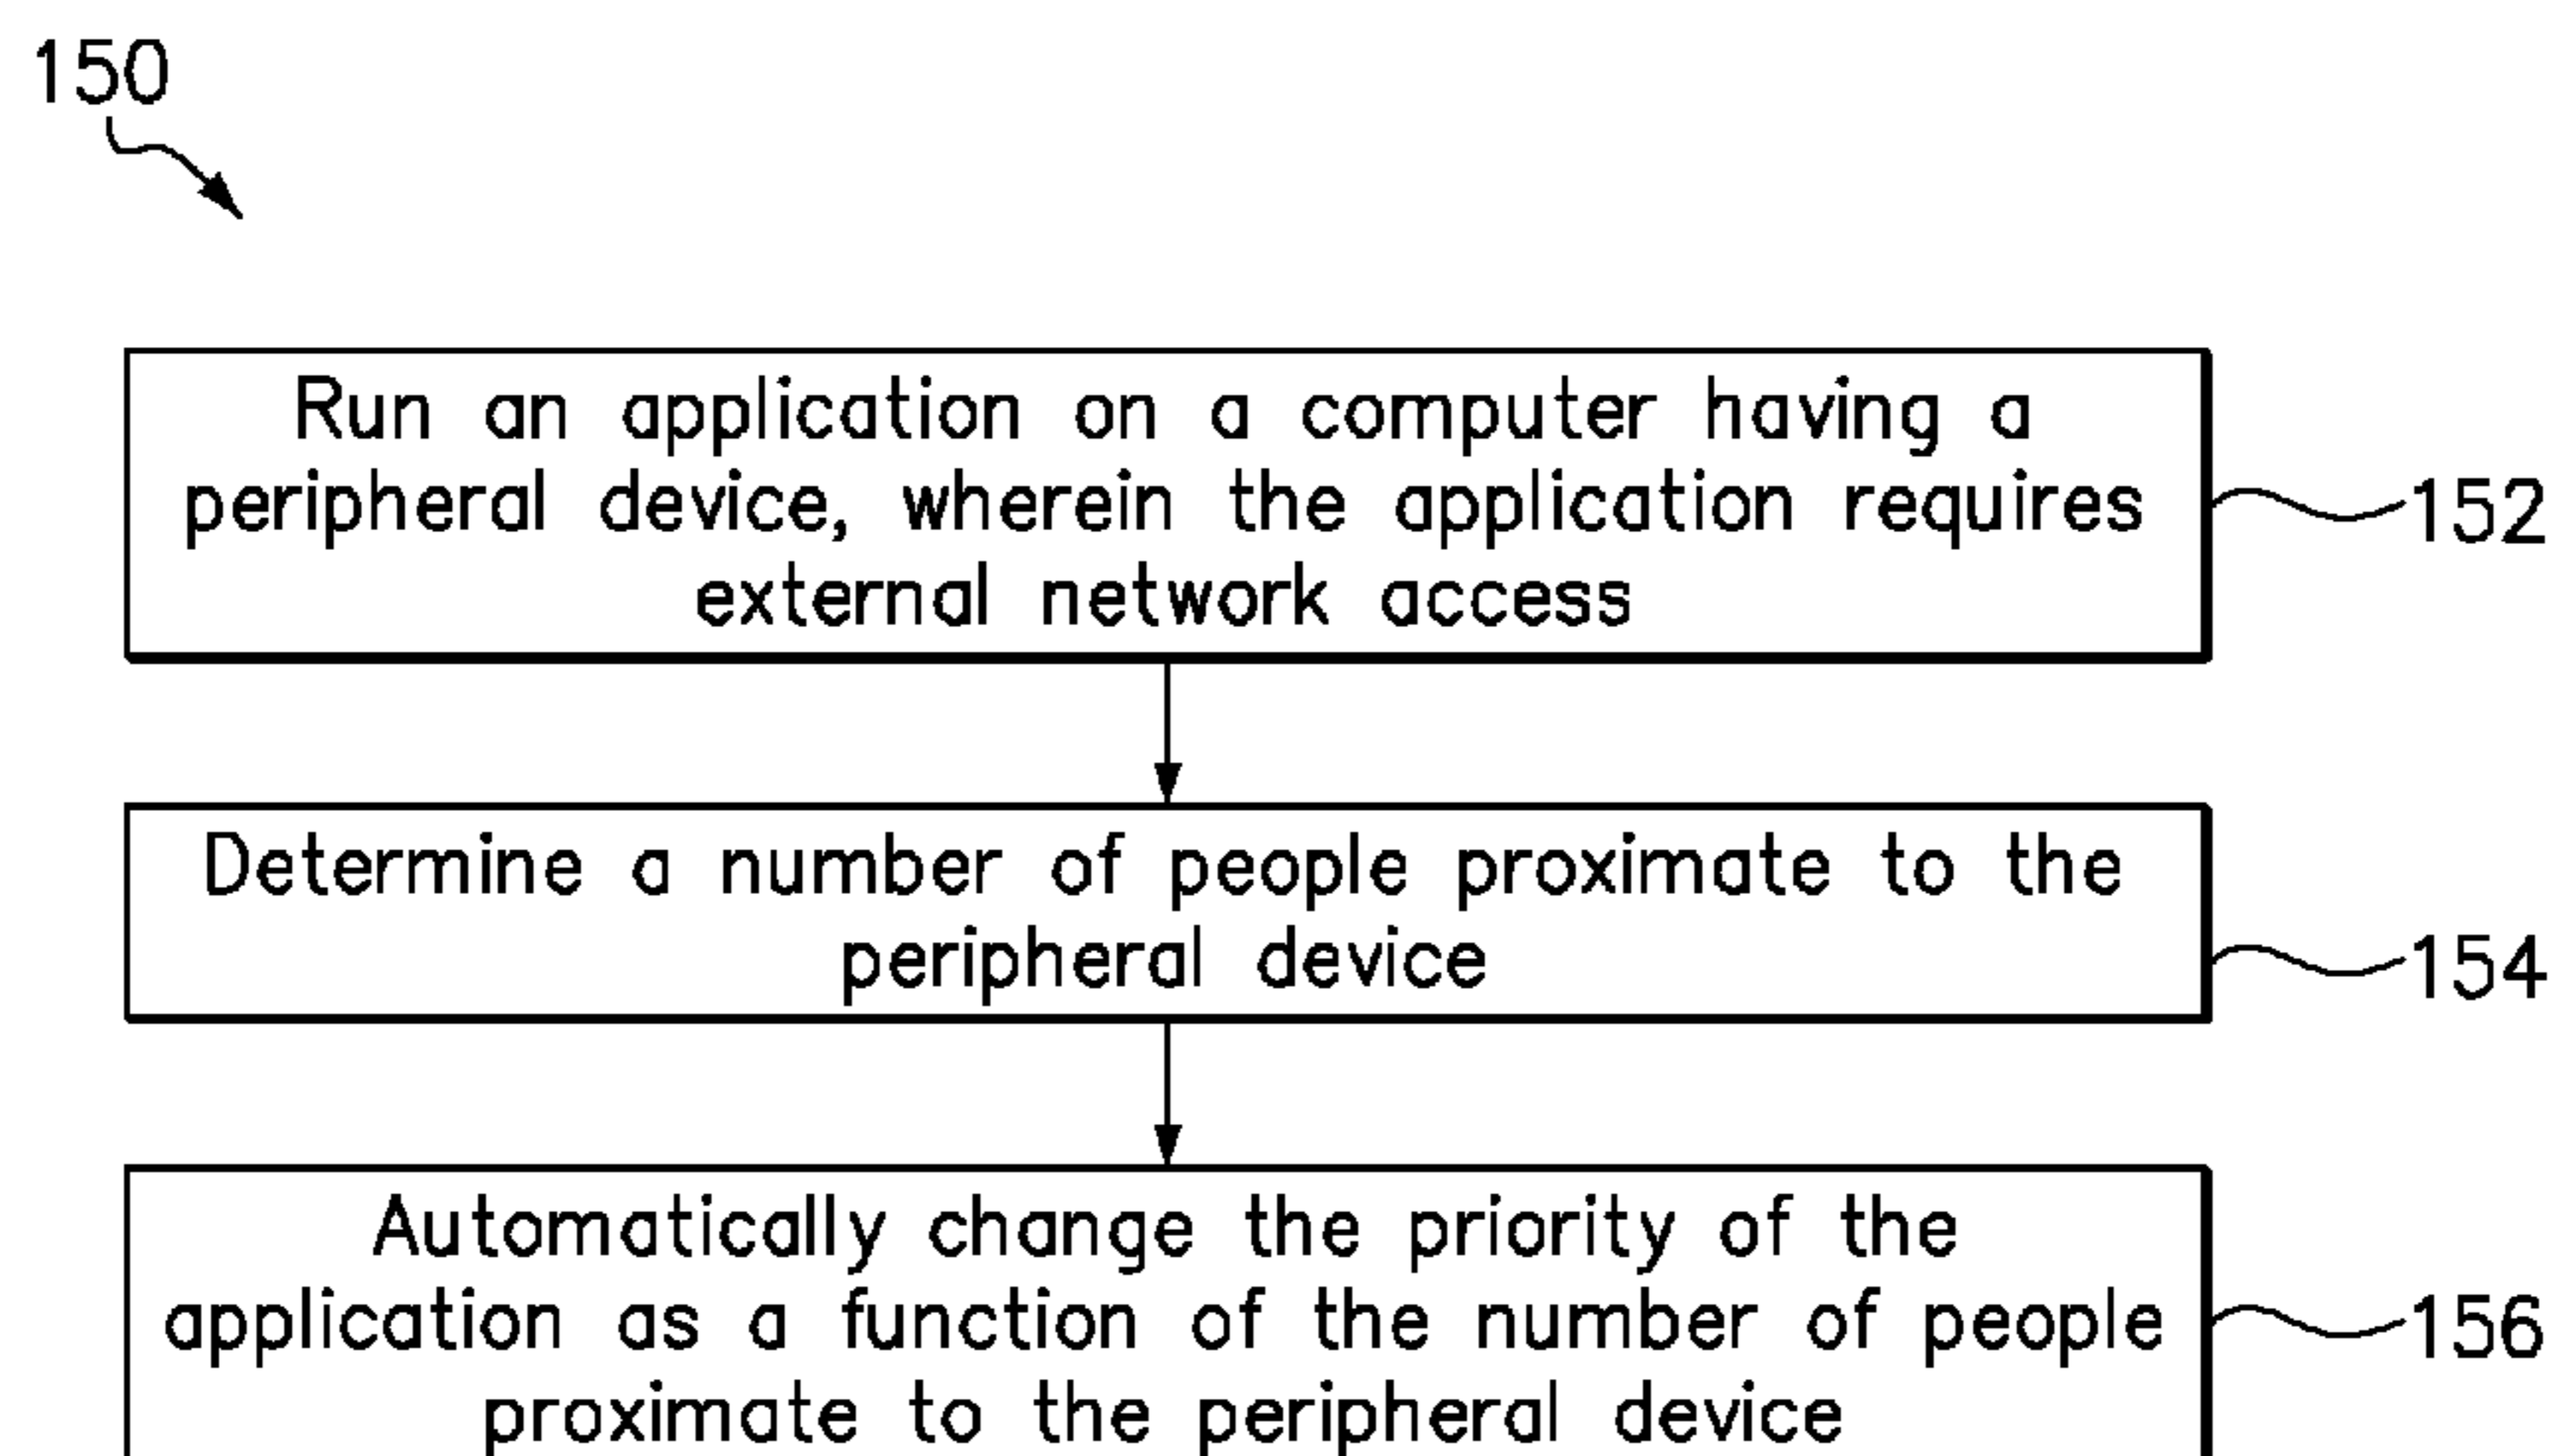 150
Run an application on a computer having a
peripheral device, wherein the application requires
external network access
152
Determine a number of people proximate to the
peripheral device
154
Automatically change the priority of the
application as a function of the number of people
proximate to the peripheral device
156